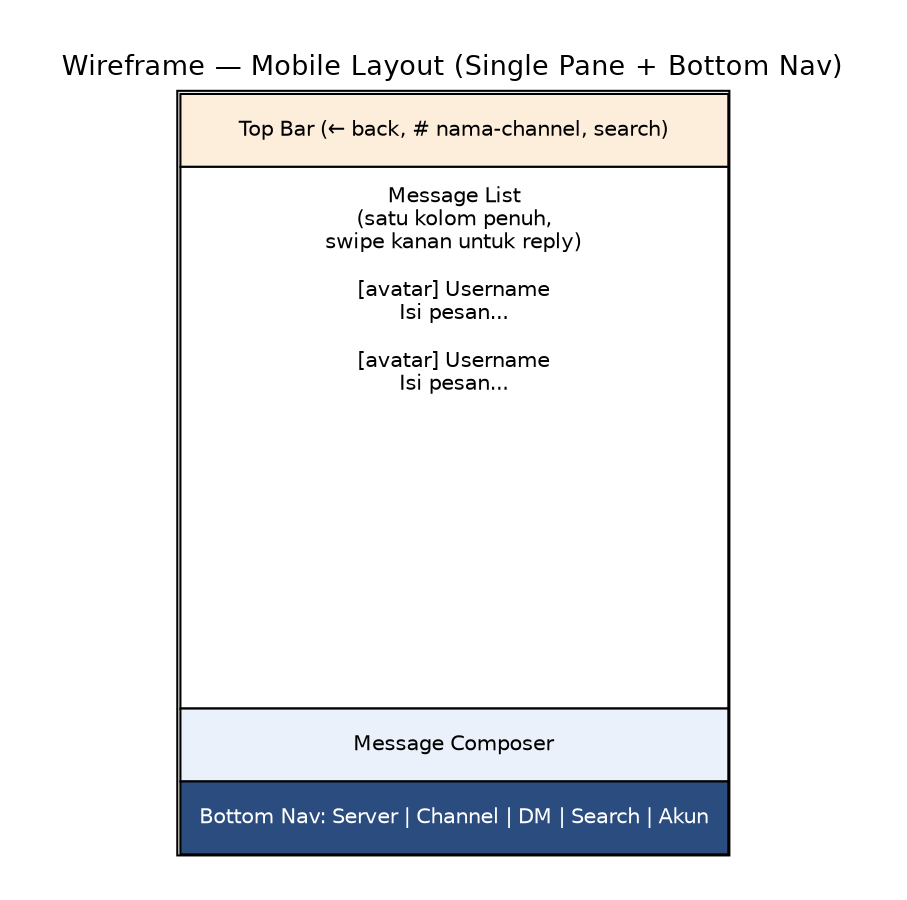 Wireframe — Mobile Layout (Single Pane + Bottom Nav)
Top Bar (← back, # nama-channel, search)
Message List
(satu kolom penuh,
swipe kanan untuk reply)
[avatar] Username
Isi pesan...
[avatar] Username
Isi pesan...
Message Composer
Bottom Nav: Server | Channel | DM | Search | Akun